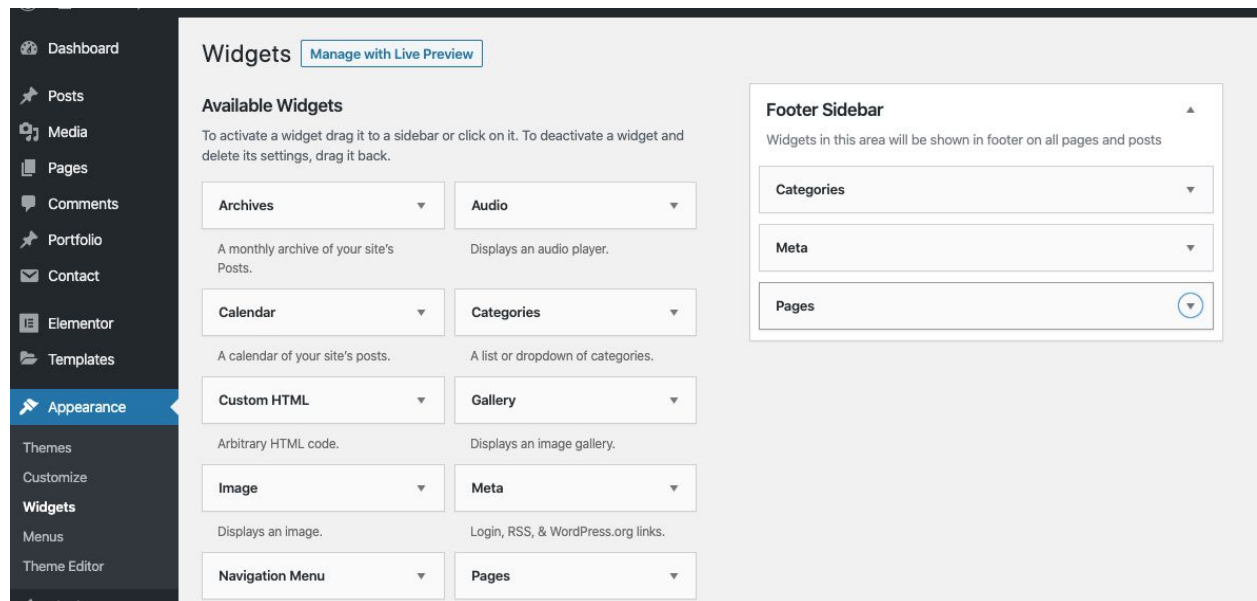 Dashboard
Posts
Media
Pages
Comments
Portfolio
Contact
Elementor
Templates
Appearance
Themes
Customize
Widgets
Menus
Theme Editor
Widgets
Manage with Live Preview
Available Widgets
To activate a widget drag it to a sidebar or click on it. To deactivate a widget and
delete its settings, drag it back.
Archives
A monthly archive of your site's
Posts.
Audio
Displays an audio player.
Calendar
A calendar of your site's posts.
Categories
A list or dropdown of categories.
Custom HTML
Arbitrary HTML code.
Gallery
Displays an image gallery.
Image
Displays an image.
Meta
Login, RSS, & WordPress.org links.
Navigation Menu
Pages
Footer Sidebar
Widgets in this area will be shown in footer on all pages and posts
Categories
Meta
Pages